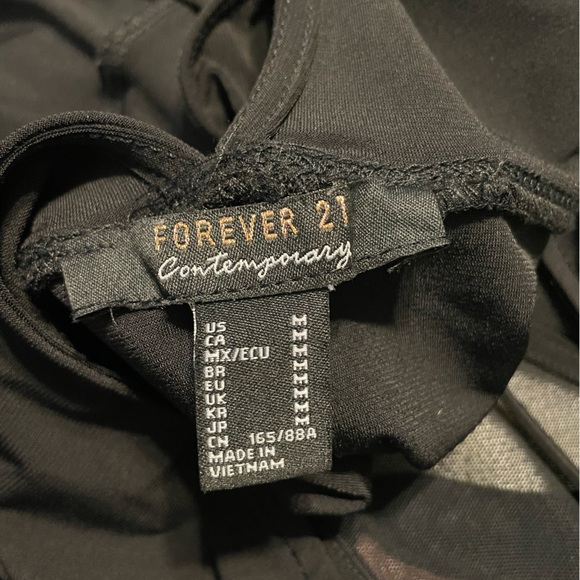 FOREVER 21
Contemporary
US M
CA M
MX/ECU M
BR M
EU M
UK M
KR M
JP M
CN 165/88A
MADE IN
VIETNAM